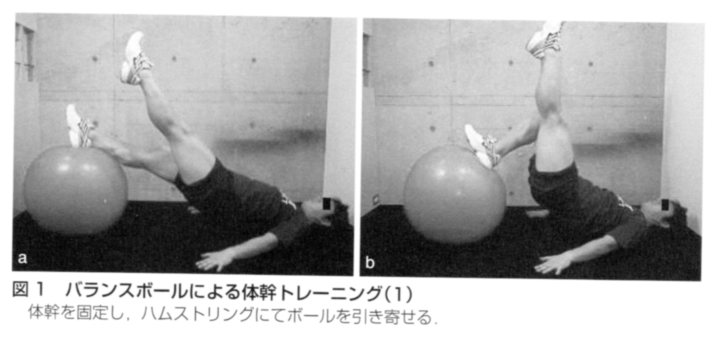 a
b
図1 バランスボールによる体幹トレーニング(1)
体幹を固定し，ハムストリングにてボールを引き寄せる．